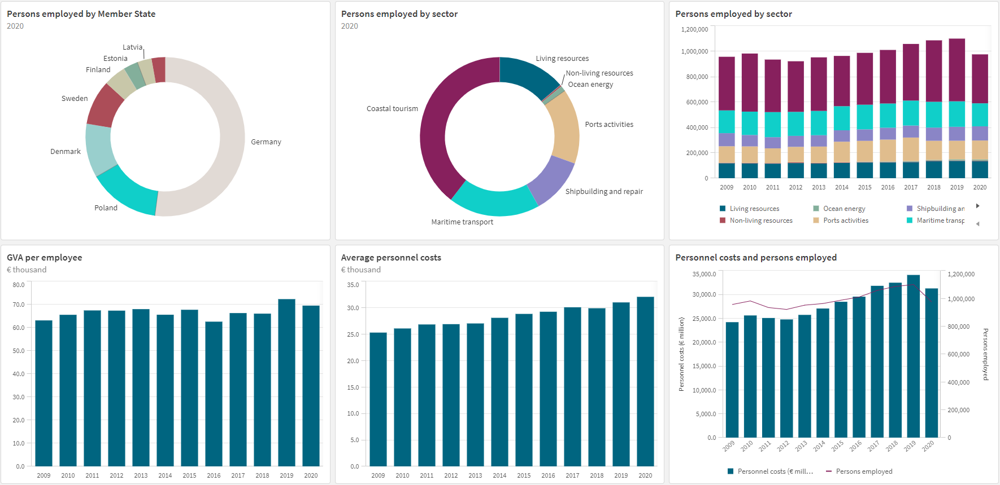 Persons employed by Member State
2020
Latvia
Estonia
Finland
Sweden
Denmark
Poland
Germany
Persons employed by sector
2020
Living resources
Non-living resources
Ocean energy
Ports activities
Shipbuilding and repair
Maritime transport
Coastal tourism
Persons employed by sector
1,200,000
1,000,000
800,000
600,000
400,000
200,000
0
2009 2010 2011 2012 2013 2014 2015 2016 2017 2018 2019 2020
Living resources Ocean energy Shipbuilding an
Non-living resources Ports activities Maritime transp
GVA per employee
€ thousand
80.0
70.0
60.0
50.0
40.0
30.0
20.0
10.0
0.0
2009 2010 2011 2012 2013 2014 2015 2016 2017 2018 2019 2020
Average personnel costs
€ thousand
35.0
30.0
25.0
20.0
15.0
10.0
5.0
0.0
2009 2010 2011 2012 2013 2014 2015 2016 2017 2018 2019 2020
Personnel costs and persons employed
Personnel costs (€ million)
35,000.0
30,000.0
25,000.0
20,000.0
15,000.0
10,000.0
5,000.0
0.0
1,200,000
1,000,000
800,000
600,000
400,000
200,000
0
Persons employed
2009 2010 2011 2012 2013 2014 2015 2016 2017 2018 2019 2020
Personnel costs (€ mill... Persons employed